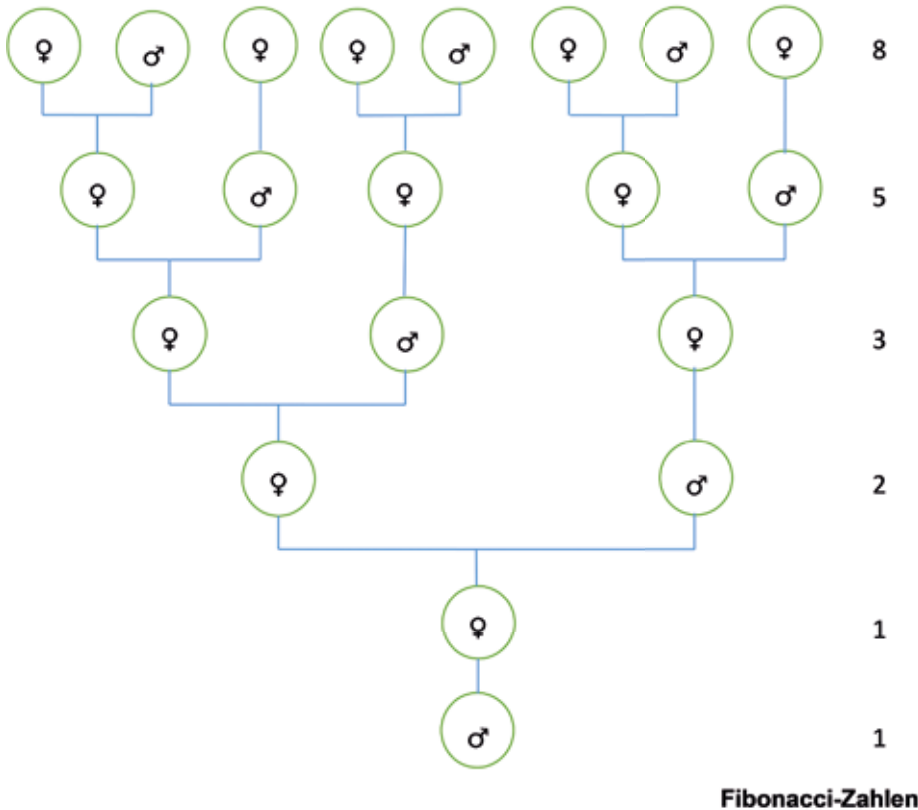 ♀ ♂ ♀ ♀ ♂ ♀ ♂ ♀ 8
♀ ♂ ♀ ♀ ♂ 5
♀ ♂ ♀ 3
♀ ♂ 2
♀ 1
♂ 1
Fibonacci-Zahlen